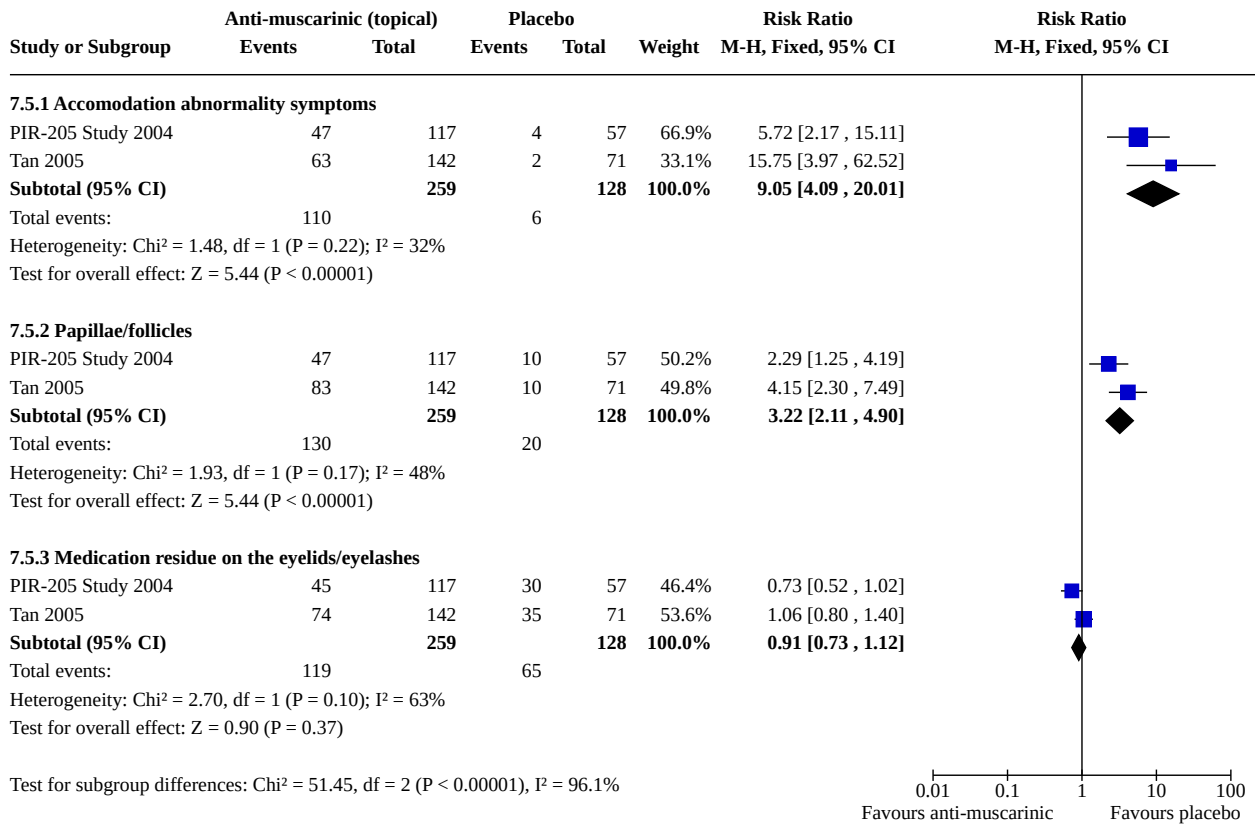 Anti-muscarinic (topical) Placebo Risk Ratio Risk Ratio
Study or Subgroup Events Total Events Total Weight M-H, Fixed, 95% CI M-H, Fixed, 95% CI
7.5.1 Accomodation abnormality symptoms
PIR-205 Study 2004 47 117 4 57 66.9% 5.72 [2.17 , 15.11]
Tan 2005 63 142 2 71 33.1% 15.75 [3.97 , 62.52]
Subtotal (95% CI) 259 128 100.0% 9.05 [4.09 , 20.01]
Total events: 110 6
Heterogeneity: Chi² = 1.48, df = 1 (P = 0.22); I² = 32%
Test for overall effect: Z = 5.44 (P < 0.00001)
7.5.2 Papillae/follicles
PIR-205 Study 2004 47 117 10 57 50.2% 2.29 [1.25 , 4.19]
Tan 2005 83 142 10 71 49.8% 4.15 [2.30 , 7.49]
Subtotal (95% CI) 259 128 100.0% 3.22 [2.11 , 4.90]
Total events: 130 20
Heterogeneity: Chi² = 1.93, df = 1 (P = 0.17); I² = 48%
Test for overall effect: Z = 5.44 (P < 0.00001)
7.5.3 Medication residue on the eyelids/eyelashes
PIR-205 Study 2004 45 117 30 57 46.4% 0.73 [0.52 , 1.02]
Tan 2005 74 142 35 71 53.6% 1.06 [0.80 , 1.40]
Subtotal (95% CI) 259 128 100.0% 0.91 [0.73 , 1.12]
Total events: 119 65
Heterogeneity: Chi² = 2.70, df = 1 (P = 0.10); I² = 63%
Test for overall effect: Z = 0.90 (P = 0.37)
Test for subgroup differences: Chi² = 51.45, df = 2 (P < 0.00001), I² = 96.1%
0.01 0.1 1 10 100
Favours anti-muscarinic Favours placebo